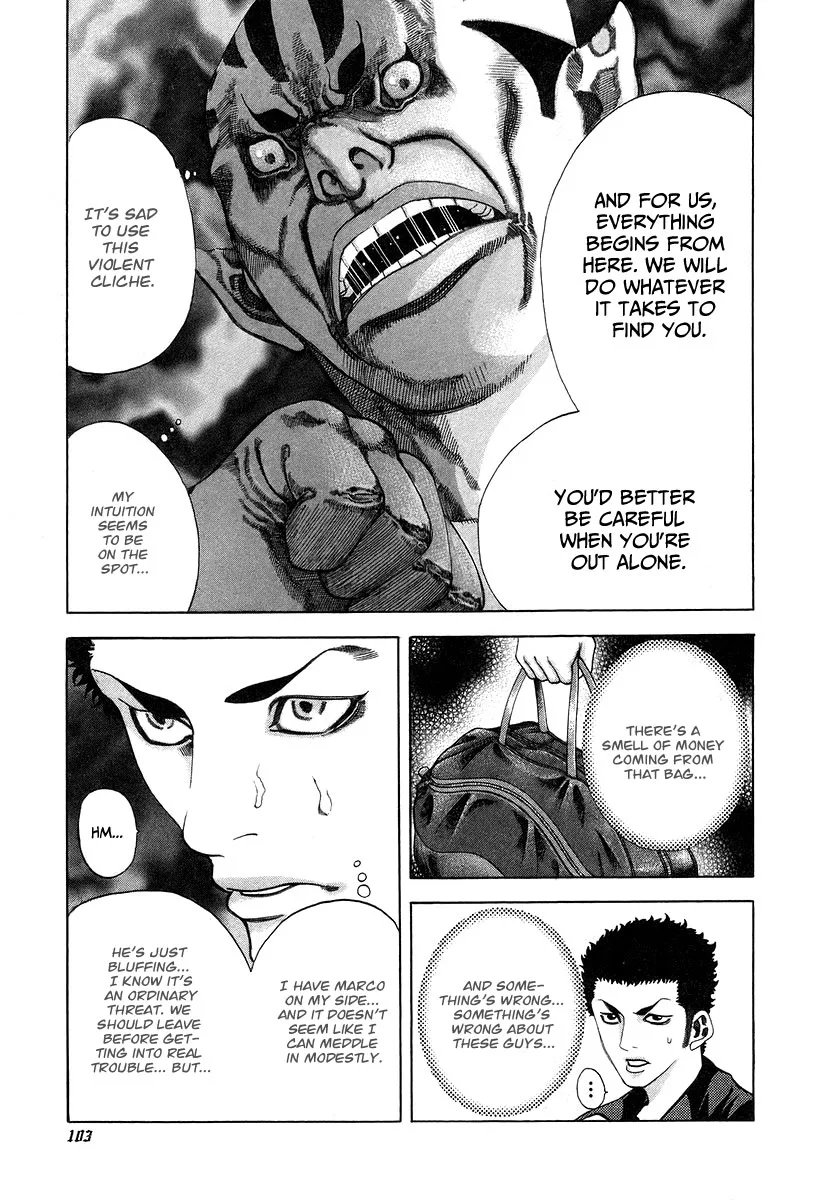 AND FOR US,
EVERYTHING
BEGINS FROM
HERE. WE WILL
DO WHATEVER
IT TAKES TO
FIND YOU.
IT'S SAD
TO USE
THIS
VIOLENT
CLICHE.
YOU'D BETTER
BE CAREFUL
WHEN YOU'RE
OUT ALONE.
MY
INTUITION
SEEMS
TO BE
ON THE
SPOT...
THERE'S A
SMELL OF MONEY
COMING FROM
THAT BAG...
AND SOME-
THING'S WRONG...
SOMETHING'S
WRONG ABOUT
THESE GUYS...
...
HM...
I HAVE MARCO
ON MY SIDE...
AND IT DOESN'T
SEEM LIKE I
CAN MEDDLE
IN MODESTLY.
HE'S JUST
BLUFFING...
I KNOW IT'S
AN ORDINARY
THREAT. WE
SHOULD LEAVE
BEFORE GET-
TING INTO REAL
TROUBLE... BUT...
103